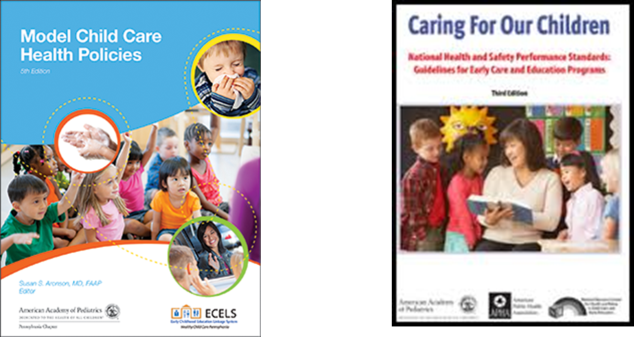 Model Child Care
Health Policies
5th Edition
Susan S. Aronson, MD, FAAP
Editor
American Academy of Pediatrics
DEDICATED TO THE HEALTH OF ALL CHILDREN
Pennsylvania Chapter
ECELS
Early Childhood Education Linkage System
Healthy Child Care Pennsylvania
Caring For Our Children
National Health and Safety Performance Standards:
Guidelines for Early Care and Education Programs
Third Edition
American Academy
of Pediatrics
APHA
American
Public Health
Association